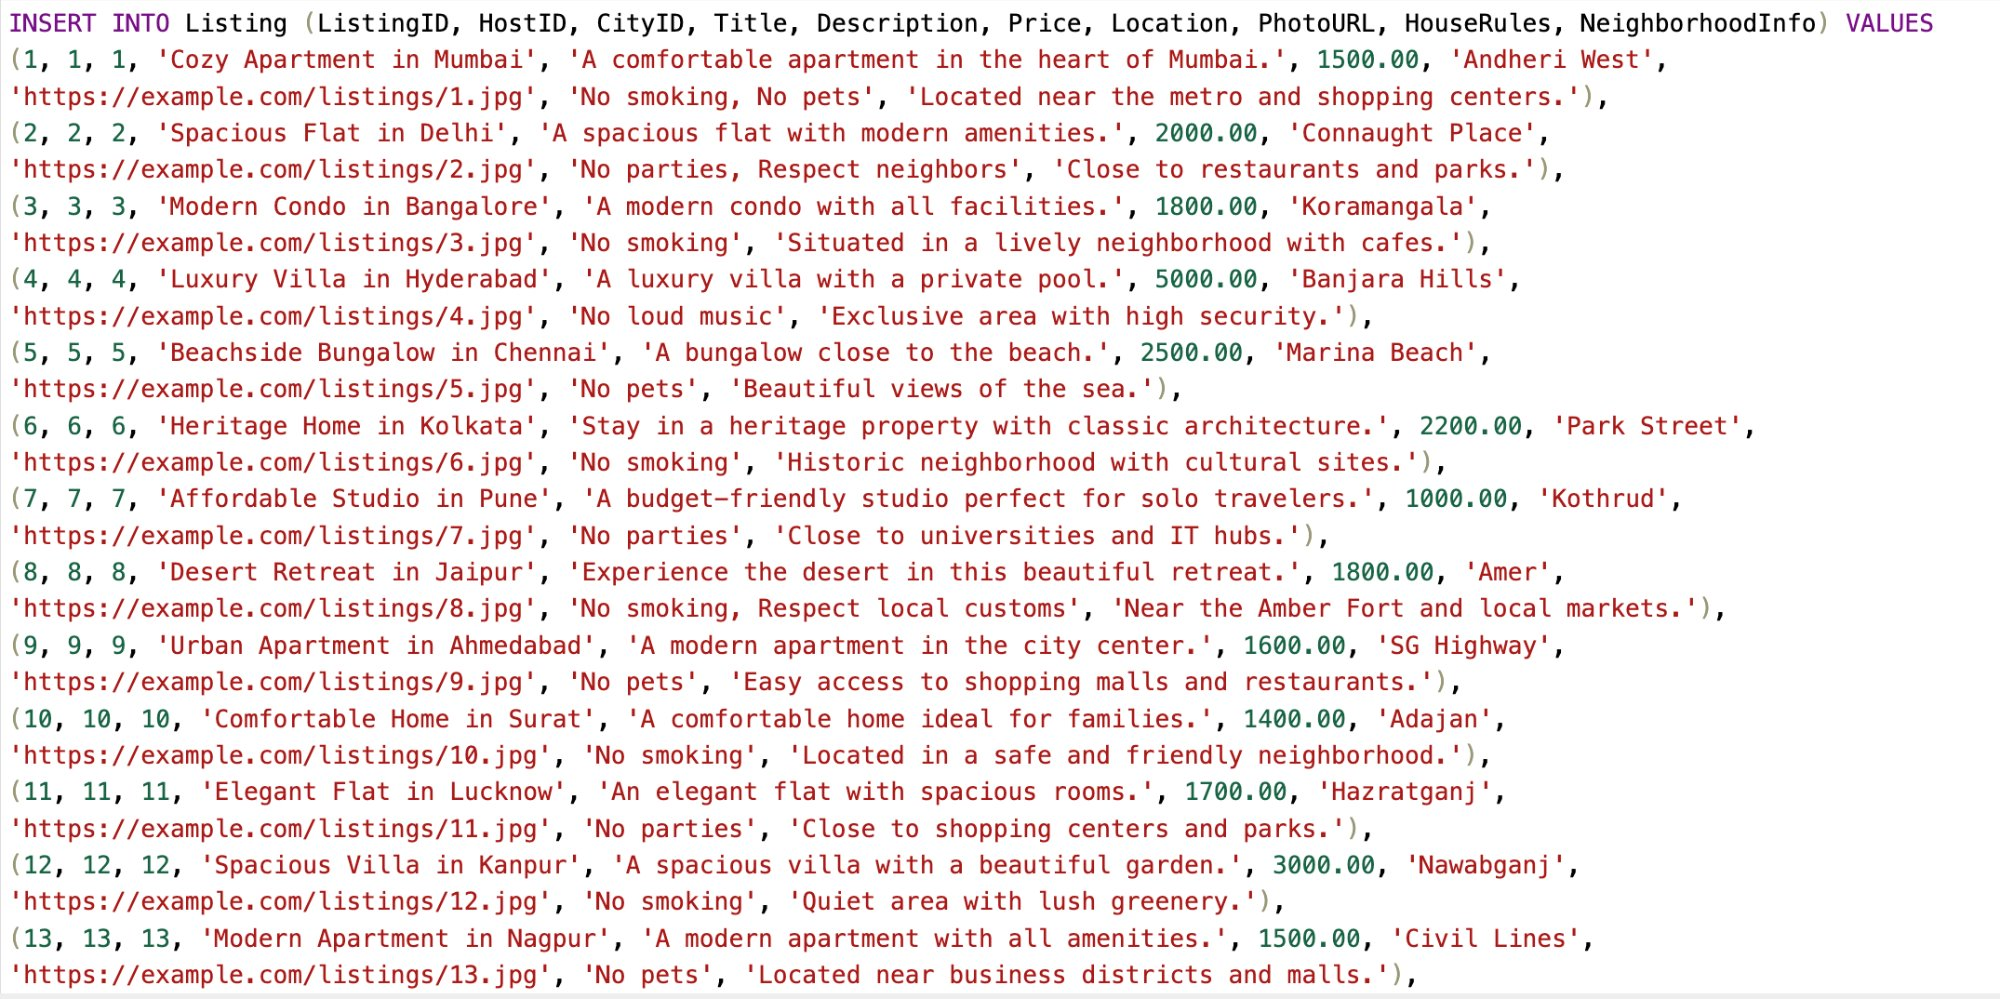 INSERT INTO Listing (ListingID, HostID, CityID, Title, Description, Price, Location, PhotoURL, HouseRules, NeighborhoodInfo) VALUES
(1, 1, 1, 'Cozy Apartment in Mumbai', 'A comfortable apartment in the heart of Mumbai.', 1500.00, 'Andheri West',
'https://example.com/listings/1.jpg', 'No smoking, No pets', 'Located near the metro and shopping centers.'),
(2, 2, 2, 'Spacious Flat in Delhi', 'A spacious flat with modern amenities.', 2000.00, 'Connaught Place',
'https://example.com/listings/2.jpg', 'No parties, Respect neighbors', 'Close to restaurants and parks.'),
(3, 3, 3, 'Modern Condo in Bangalore', 'A modern condo with all facilities.', 1800.00, 'Koramangala',
'https://example.com/listings/3.jpg', 'No smoking', 'Situated in a lively neighborhood with cafes.'),
(4, 4, 4, 'Luxury Villa in Hyderabad', 'A luxury villa with a private pool.', 5000.00, 'Banjara Hills',
'https://example.com/listings/4.jpg', 'No loud music', 'Exclusive area with high security.'),
(5, 5, 5, 'Beachside Bungalow in Chennai', 'A bungalow close to the beach.', 2500.00, 'Marina Beach',
'https://example.com/listings/5.jpg', 'No pets', 'Beautiful views of the sea.'),
(6, 6, 6, 'Heritage Home in Kolkata', 'Stay in a heritage property with classic architecture.', 2200.00, 'Park Street',
'https://example.com/listings/6.jpg', 'No smoking', 'Historic neighborhood with cultural sites.'),
(7, 7, 7, 'Affordable Studio in Pune', 'A budget-friendly studio perfect for solo travelers.', 1000.00, 'Kothrud',
'https://example.com/listings/7.jpg', 'No parties', 'Close to universities and IT hubs.'),
(8, 8, 8, 'Desert Retreat in Jaipur', 'Experience the desert in this beautiful retreat.', 1800.00, 'Amer',
'https://example.com/listings/8.jpg', 'No smoking, Respect local customs', 'Near the Amber Fort and local markets.'),
(9, 9, 9, 'Urban Apartment in Ahmedabad', 'A modern apartment in the city center.', 1600.00, 'SG Highway',
'https://example.com/listings/9.jpg', 'No pets', 'Easy access to shopping malls and restaurants.'),
(10, 10, 10, 'Comfortable Home in Surat', 'A comfortable home ideal for families.', 1400.00, 'Adajan',
'https://example.com/listings/10.jpg', 'No smoking', 'Located in a safe and friendly neighborhood.'),
(11, 11, 11, 'Elegant Flat in Lucknow', 'An elegant flat with spacious rooms.', 1700.00, 'Hazratganj',
'https://example.com/listings/11.jpg', 'No parties', 'Close to shopping centers and parks.'),
(12, 12, 12, 'Spacious Villa in Kanpur', 'A spacious villa with a beautiful garden.', 3000.00, 'Nawabganj',
'https://example.com/listings/12.jpg', 'No smoking', 'Quiet area with lush greenery.'),
(13, 13, 13, 'Modern Apartment in Nagpur', 'A modern apartment with all amenities.', 1500.00, 'Civil Lines',
'https://example.com/listings/13.jpg', 'No pets', 'Located near business districts and malls.'),